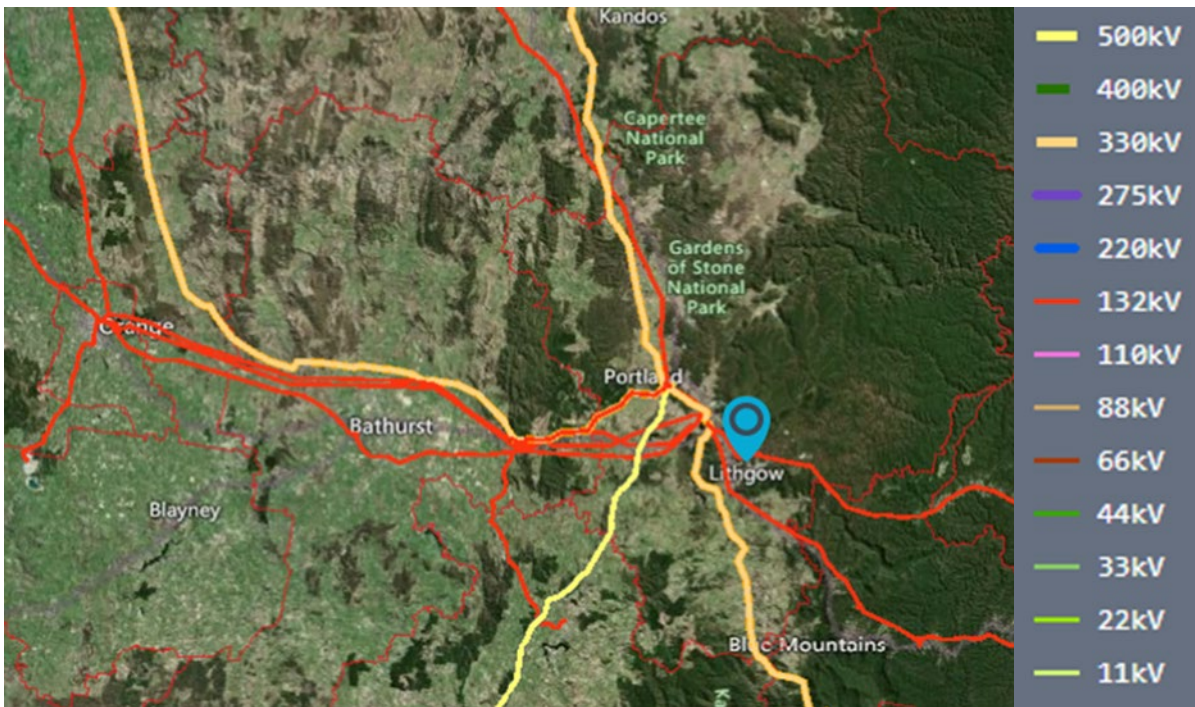 Kandos
Capertee
National
Park
Gardens
of Stone
National
Park
Orange
Portland
Bathurst
Lithgow
Blayney
Blue Mountains
500kV
400kV
330kV
275kV
220kV
132kV
110kV
88kV
66kV
44kV
33kV
22kV
11kV